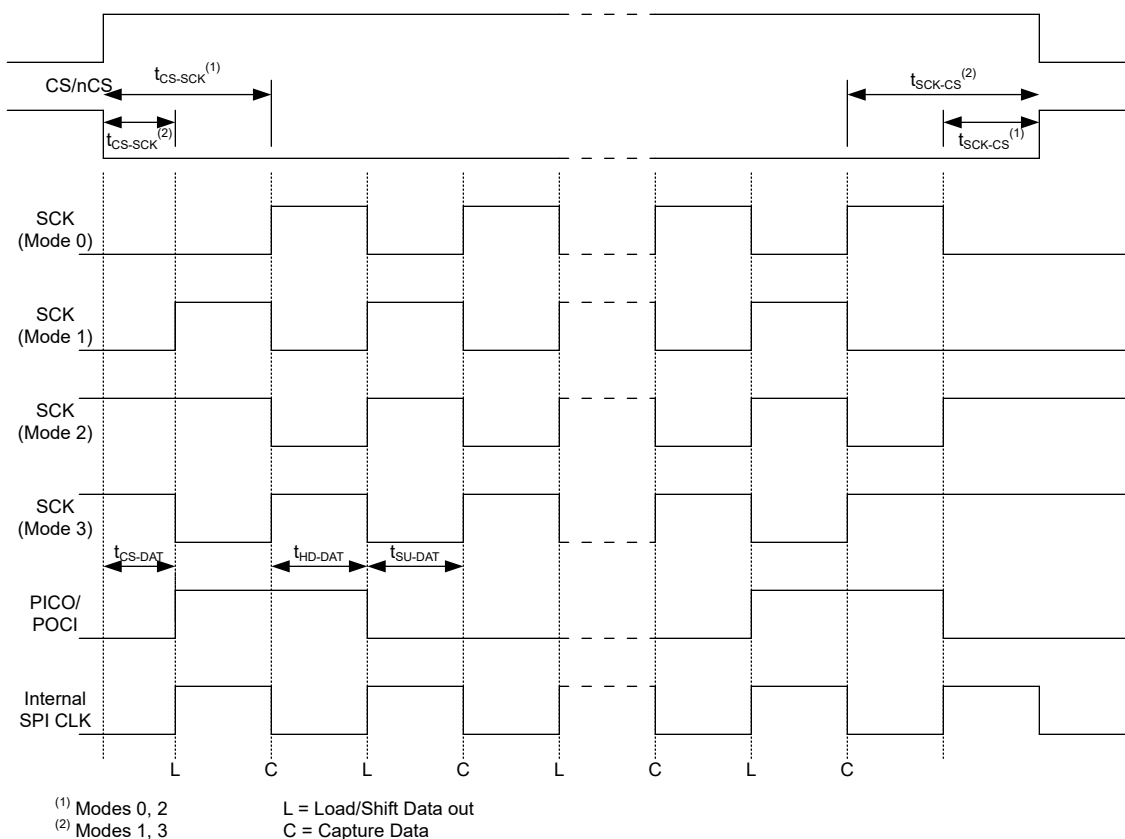 CS/nCS
tCS-SCK(1)
tSCK-CS(2)
tCS-SCK(2)
tSCK-CS(1)
SCK
(Mode 0)
SCK
(Mode 1)
SCK
(Mode 2)
SCK
(Mode 3)
tCS-DAT
tHD-DAT
tSU-DAT
PICO/
POCI
Internal
SPI CLK
L C L C L C L C
(1) Modes 0, 2 L = Load/Shift Data out
(2) Modes 1, 3 C = Capture Data